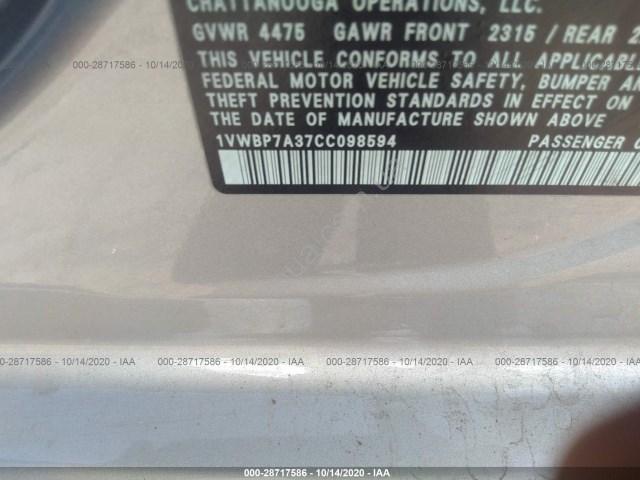 CHATTANOOGA OPERATIONS, LLC.
GVWR 4475 GAWR FRONT 2315 / REAR
THIS VEHICLE CONFORMS TO ALL
FEDERAL MOTOR VEHICLE SAFETY, BUMPER
THEFT PREVENTION STANDARDS IN EFFECT ON
THE DATE OF MANUFACTURE SHOWN ABOVE
1VWBP7A37CC098594 PASSENGER
000-28717586 - 10/14/2020 - IAA
000-28717586 - 10/14/2020 - IAA 000-28717586 - 10/14/2020 - IAA 000-28717586 - 10/14/2020 - IAA 000-28717586 - 10/14/2020 - IAA
000-28717586 - 10/14/2020 - IAA